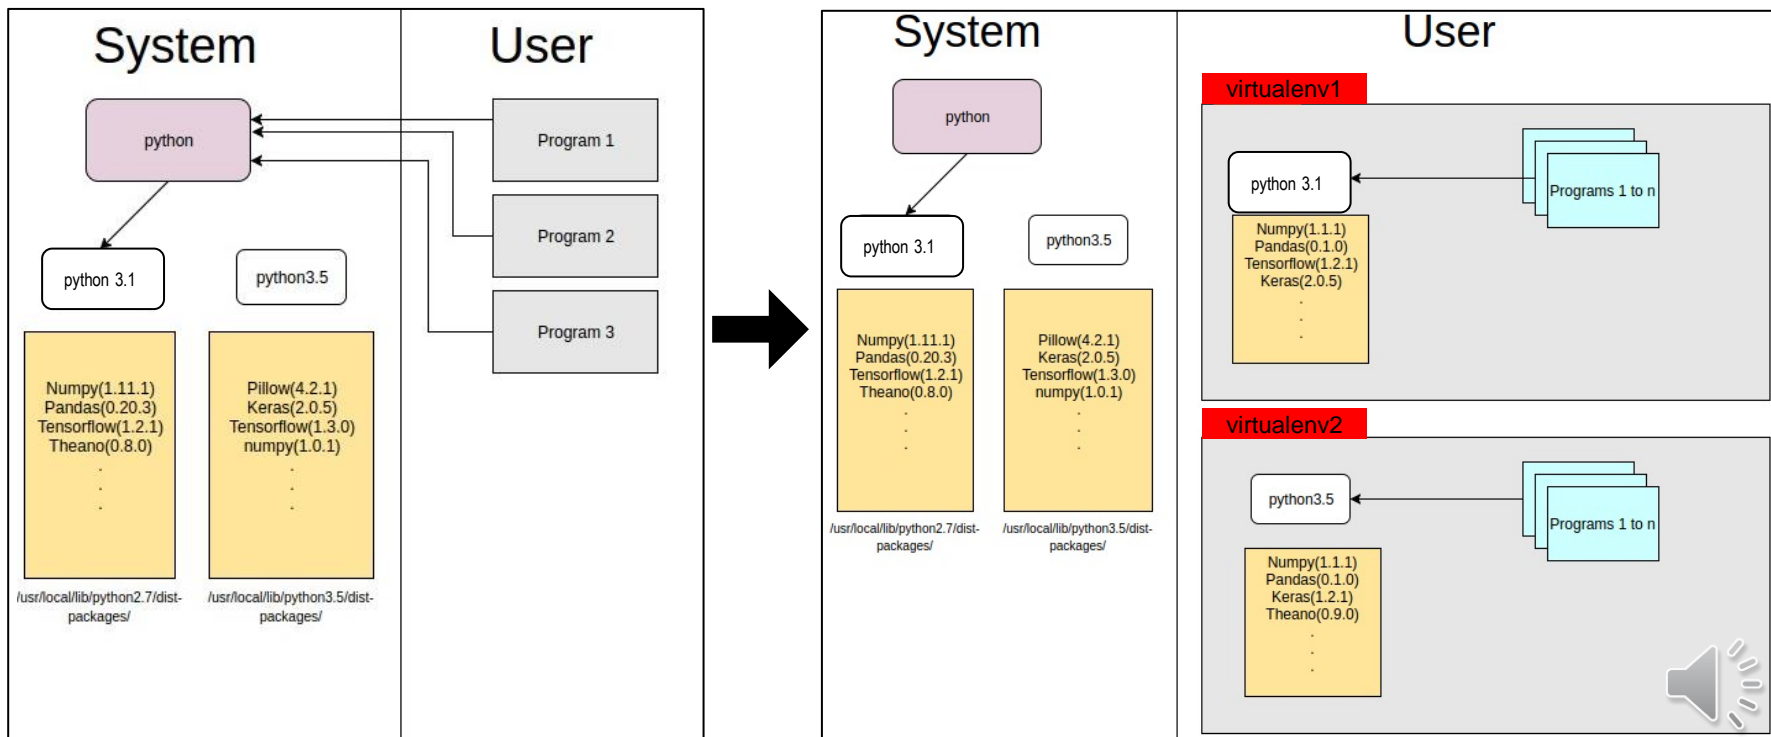 System
User
python
Program 1
Program 2
Program 3
python 3.1
python3.5
Numpy(1.11.1)
Pandas(0.20.3)
Tensorflow(1.2.1)
Theano(0.8.0)
.
.
.
Pillow(4.2.1)
Keras(2.0.5)
Tensorflow(1.3.0)
numpy(1.0.1)
.
.
.
/usr/local/lib/python2.7/dist-
packages/
/usr/local/lib/python3.5/dist-
packages/
System
User
python
python 3.1
python3.5
Numpy(1.11.1)
Pandas(0.20.3)
Tensorflow(1.2.1)
Theano(0.8.0)
.
.
.
Pillow(4.2.1)
Keras(2.0.5)
Tensorflow(1.3.0)
numpy(1.0.1)
.
.
.
/usr/local/lib/python2.7/dist-
packages/
/usr/local/lib/python3.5/dist-
packages/
virtualenv1
python 3.1
Programs 1 to n
Numpy(1.1.1)
Pandas(0.1.0)
Tensorflow(1.2.1)
Keras(2.0.5)
.
.
.
virtualenv2
python3.5
Programs 1 to n
Numpy(1.1.1)
Pandas(0.1.0)
Keras(1.2.1)
Theano(0.9.0)
.
.
.